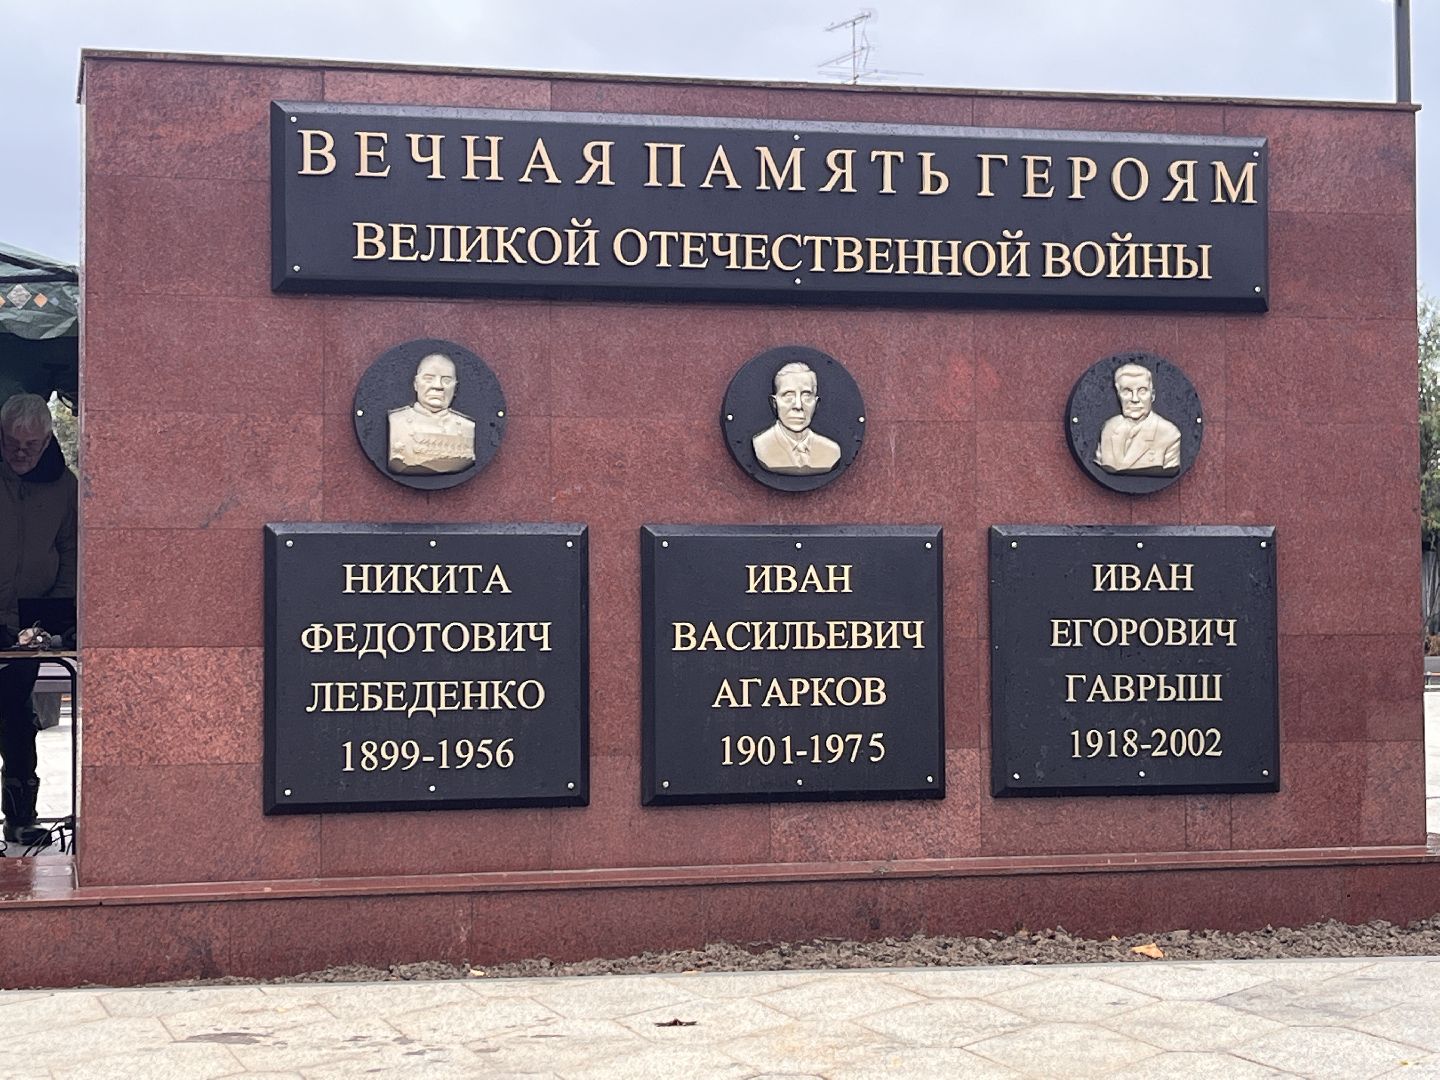 ВЕЧНАЯ ПАМЯТЬ ГЕРОЯМ
ВЕЛИКОЙ ОТЕЧЕСТВЕННОЙ ВОЙНЫ
НИКИТА
ФЕДОТОВИЧ
ЛЕБЕДЕНКО
1899-1956
ИВАН
ВАСИЛЬЕВИЧ
АГАРКОВ
1901-1975
ИВАН
ЕГОРОВИЧ
ГАВРЫШ
1918-2002